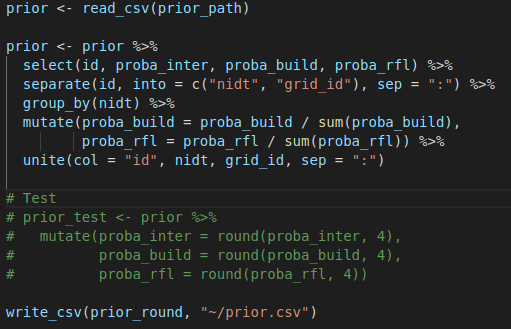 prior <- read_csv(prior_path)
prior <- prior %>%
select(id, proba_inter, proba_build, proba_rfl) %>%
separate(id, into = c("nidt", "grid_id"), sep = ":") %>%
group_by(nidt) %>%
mutate(proba_build = proba_build / sum(proba_build),
proba_rfl = proba_rfl / sum(proba_rfl)) %>%
unite(col = "id", nidt, grid_id, sep = ":")
# Test
# prior_test <- prior %>%
#   mutate(proba_inter = round(proba_inter, 4),
#          proba_build = round(proba_build, 4),
#          proba_rfl = round(proba_rfl, 4))
write_csv(prior_round, "~/prior.csv")